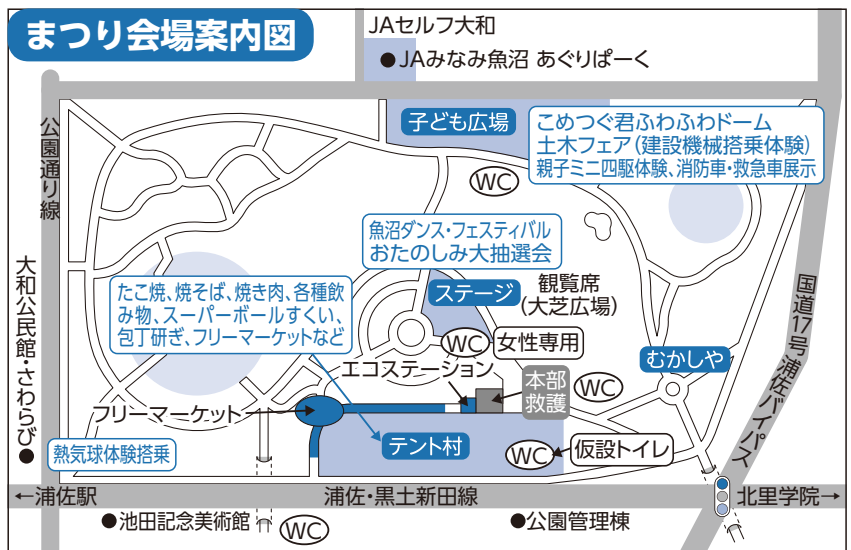 まつり会場案内図
JAセルフ大和
●JAみなみ魚沼 あぐりぱーく
公園通り線
子ども広場
こめつぐ君ふわふわドーム
土木フェア(建設機械搭乗体験)
親子ミニ四駆体験、消防車・救急車展示
WC
魚沼ダンス・フェスティバル
おたのしみ大抽選会
大和公民館・さわらび●
たこ焼、焼そば、焼き肉、各種飲
み物、スーパーボールすくい、
包丁研ぎ、フリーマーケットなど
ステージ
観覧席
(大芝広場)
国道17号 浦佐バイパス
WC
女性専用
むかしや
エコステーション
本部
救護
WC
フリーマーケット
熱気球体験搭乗
テント村
WC
仮設トイレ
←浦佐駅
浦佐・黒土新田線
北里学院→
●池田記念美術館
WC
●公園管理棟